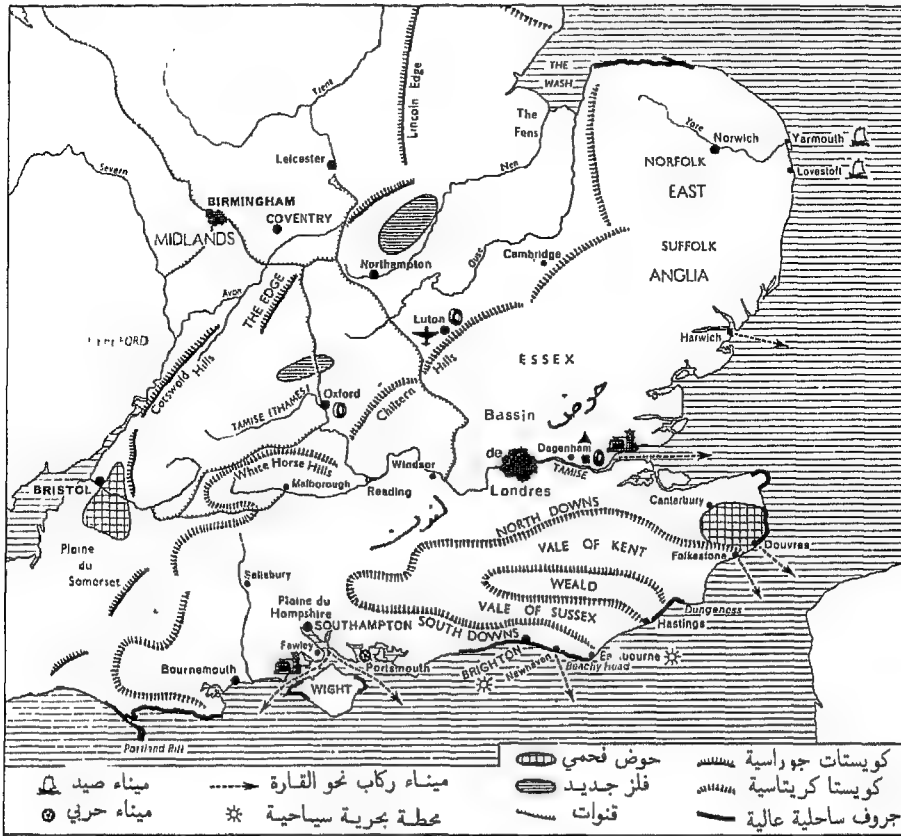 THE
WASH
Trent
Lincoln Edge
The
Fens
Yare
Norwich
Yarmouth
Leicester
Nen
NORFOLK
Lovestoft
Severn
EAST
BIRMINGHAM
COVENTRY
MIDLANDS
SUFFOLK
Northampton
Ouse
Cambridge
ANGLIA
Avon
THE EDGE
Luton
Harwich
Cotswold Hills
ESSEX
Chiltern Hills
حوض
Oxford
TAMISE (THAMES)
Bassin
de
Londres
Dagenham
TAMISE
White Horse Hills
Windsor
BRISTOL
Malborough
Reading
Canterbury
لندن
NORTH DOWNS
Plaine
du
Somerset
VALE OF KENT
Douvres
Folkestone
Salisbury
WEALD
Plaine du
Hampshire
VALE OF SUSSEX
Dungeness
SOUTHAMPTON
SOUTH DOWNS
Hastings
Fawley
Bournemouth
Portsmouth
BRIGHTON
Newhaven
Beachy Head
WIGHT
Portland Bill
كويستات جوراسية
حوض فحمي
ميناء ركاب نحو القارة
ميناء صيد
كويستا كريتاسية
فلز جديد
محطة بحرية سياحية
ميناء حربي
جروف ساحلية عالية
قنوات